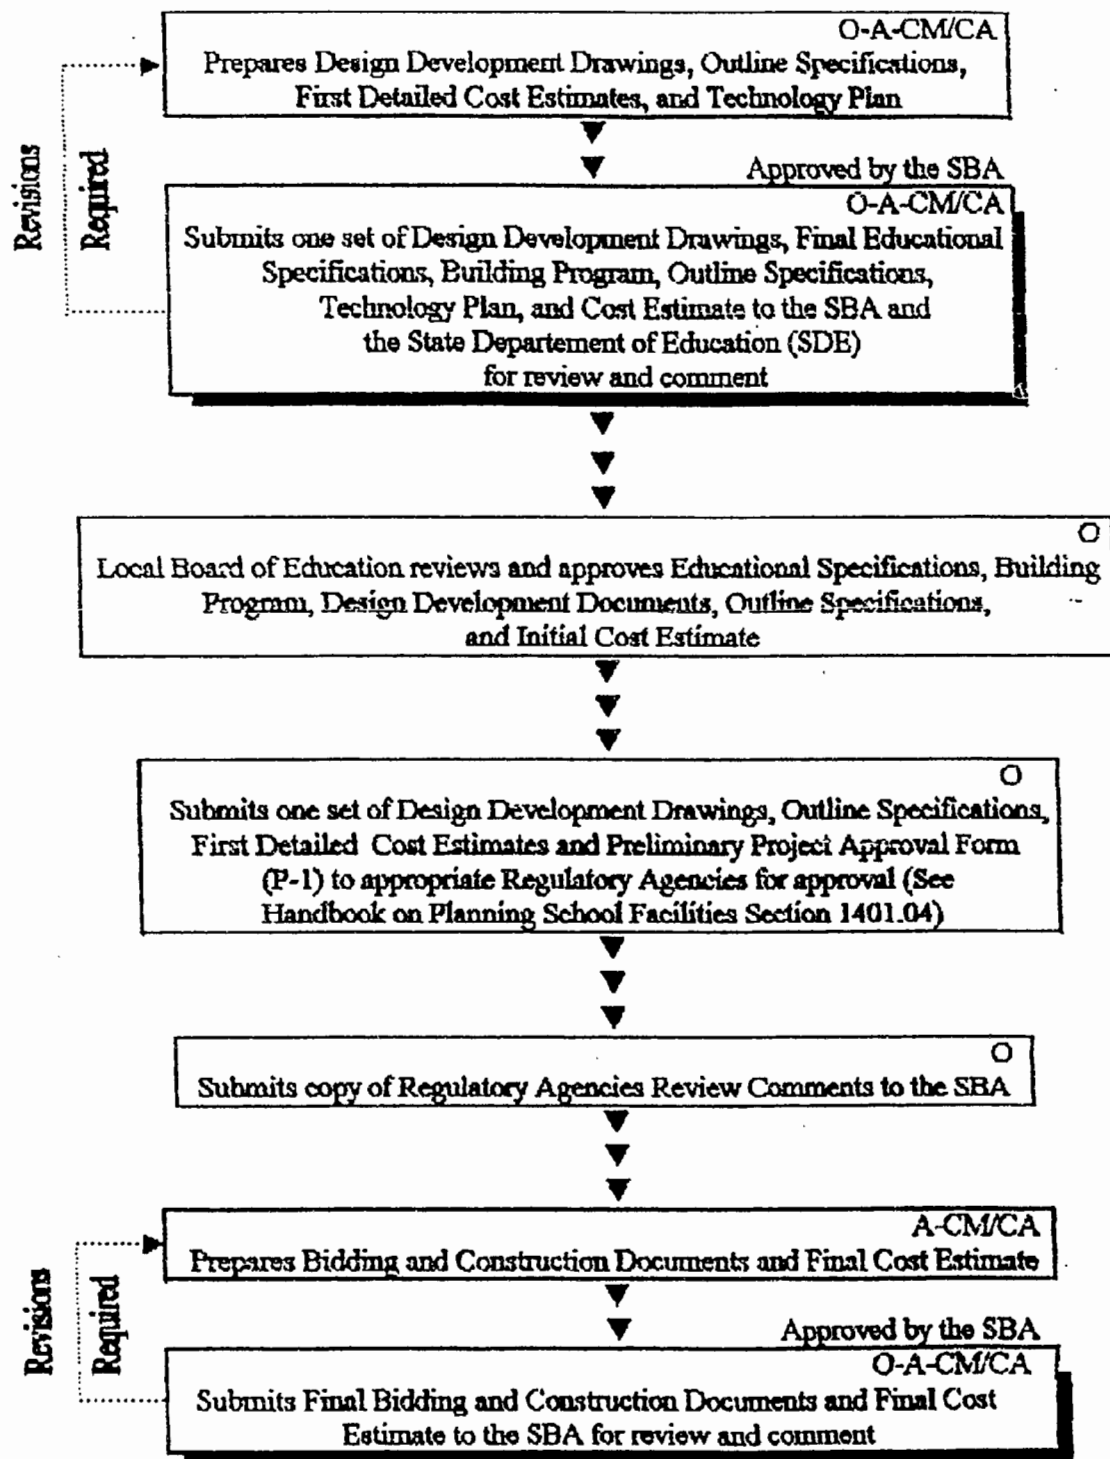 O-A-CM/CA
Prepares Design Development Drawings, Outline Specifications,
First Detailed Cost Estimates, and Technology Plan
Revisions
Required
Approved by the SBA
O-A-CM/CA
Submits one set of Design Development Drawings, Final Educational
Specifications, Building Program, Outline Specifications,
Technology Plan, and Cost Estimate to the SBA and
the State Departement of Education (SDE)
for review and comment
O
Local Board of Education reviews and approves Educational Specifications, Building
Program, Design Development Documents, Outline Specifications,
and Initial Cost Estimate
O
Submits one set of Design Development Drawings, Outline Specifications,
First Detailed Cost Estimates and Preliminary Project Approval Form
(P-1) to appropriate Regulatory Agencies for approval (See
Handbook on Planning School Facilities Section 1401.04)
O
Submits copy of Regulatory Agencies Review Comments to the SBA
A-CM/CA
Prepares Bidding and Construction Documents and Final Cost Estimate
Revisions
Required
Approved by the SBA
O-A-CM/CA
Submits Final Bidding and Construction Documents and Final Cost
Estimate to the SBA for review and comment